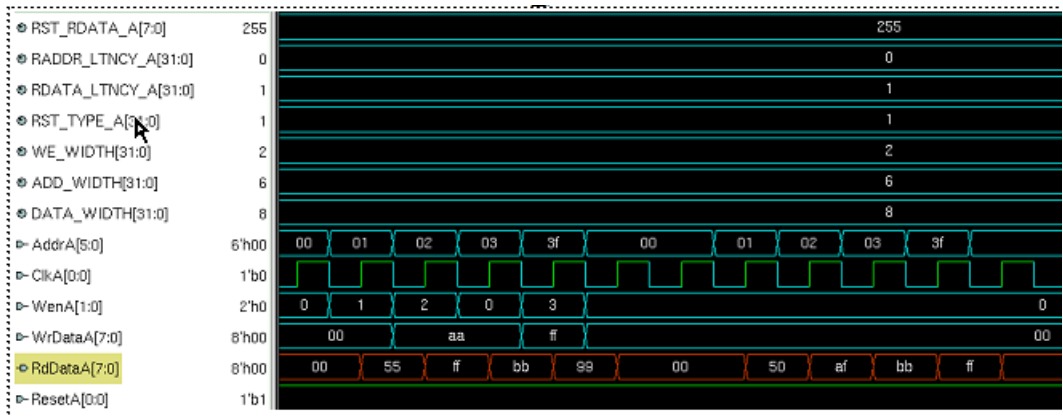 RST_RDATA_A[7:0] 255 255
RADDR_LTNCY_A[31:0] 0 0
RDATA_LTNCY_A[31:0] 1 1
RST_TYPE_A[31:0] 1 1
WE_WIDTH[31:0] 2 2
ADD_WIDTH[31:0] 6 6
DATA_WIDTH[31:0] 8 8
AddrA[5:0] 6'h00 00 01 02 03 3f 00 01 02 03 3f
ClkA[0:0] 1'b0
WenA[1:0] 2'h0 0 1 2 0 3 0
WrDataA[7:0] 8'h00 00 aa ff 00
RdDataA[7:0] 8'h00 00 55 ff bb 99 00 50 af bb ff
ResetA[0:0] 1'b1